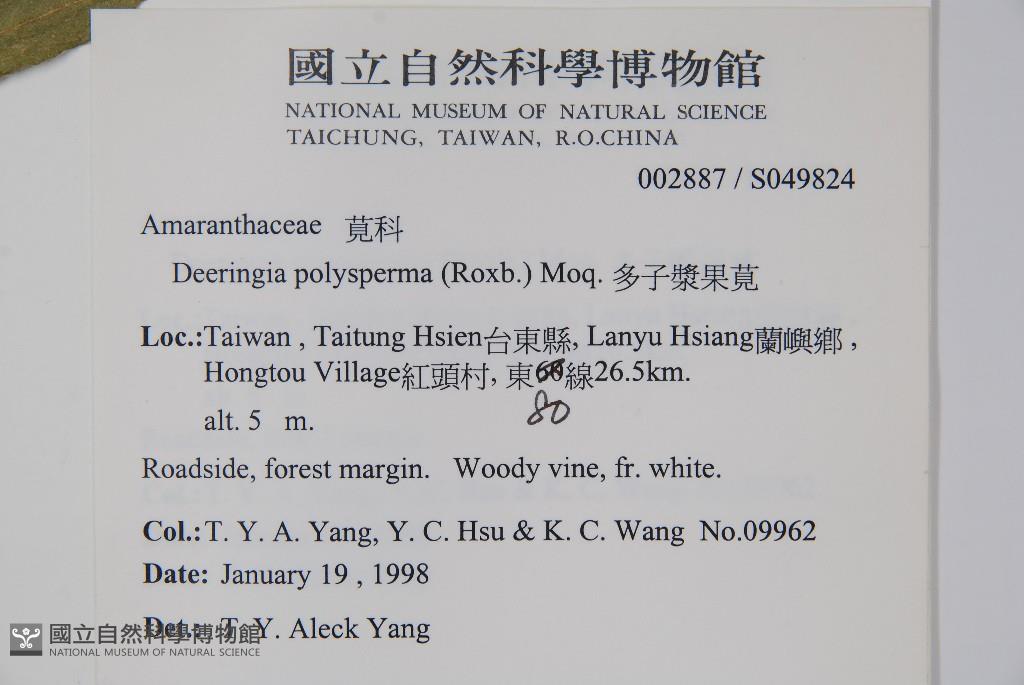 國立自然科學博物館
NATIONAL MUSEUM OF NATURAL SCIENCE
TAICHUNG, TAIWAN, R.O.CHINA
002887 / S049824
Amaranthaceae 莧科
Deeringia polysperma (Roxb.) Moq. 多子漿果莧
Loc.:Taiwan , Taitung Hsien台東縣, Lanyu Hsiang蘭嶼鄉 ,
Hongtou Village紅頭村, 東線26.5km.
80
alt. 5 m.
Roadside, forest margin. Woody vine, fr. white.
Col.:T. Y. A. Yang, Y. C. Hsu & K. C. Wang No.09962
Date: January 19 , 1998
Det.: T. Y. Aleck Yang
國立自然科學博物館
NATIONAL MUSEUM OF NATURAL SCIENCE